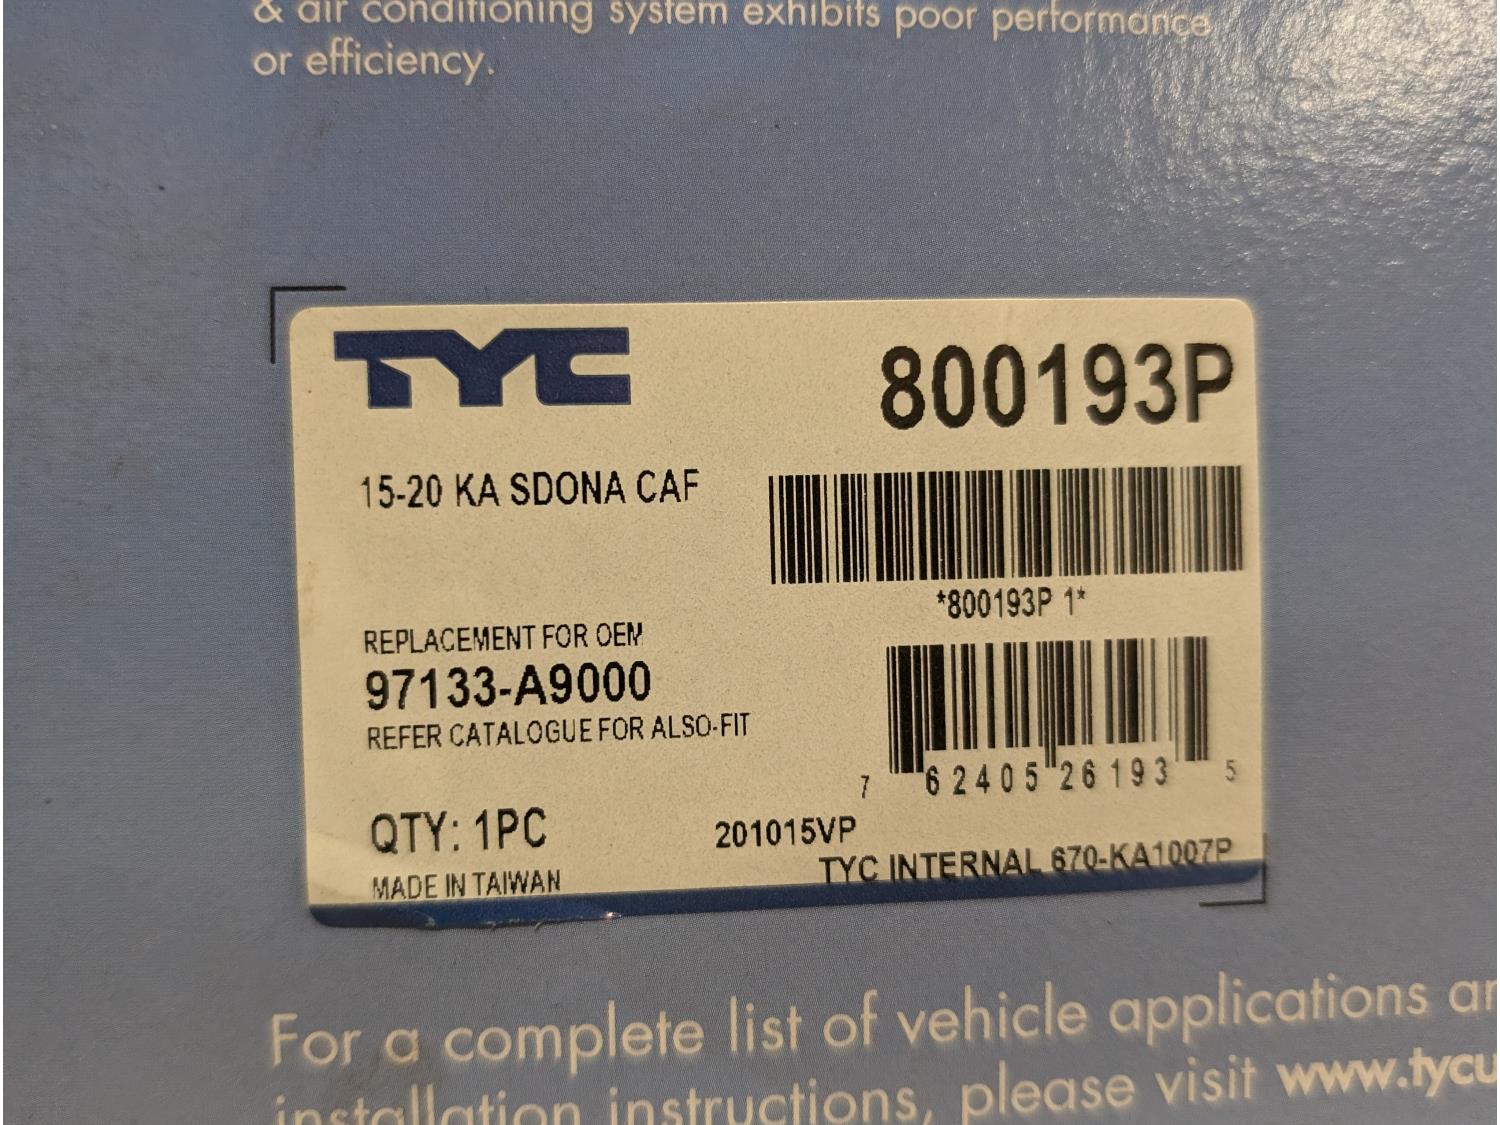 & air conditioning system exhibits poor performance
or efficiency.
TYC
800193P
15-20 KA SDONA CAF
*800193P 1*
REPLACEMENT FOR OEM
97133-A9000
REFER CATALOGUE FOR ALSO-FIT
7 62405 26193 5
QTY: 1PC
201015VP
MADE IN TAIWAN
TYC INTERNAL 670-KA1007P
For a complete list of vehicle applications
installation instructions, please visit www.tycu